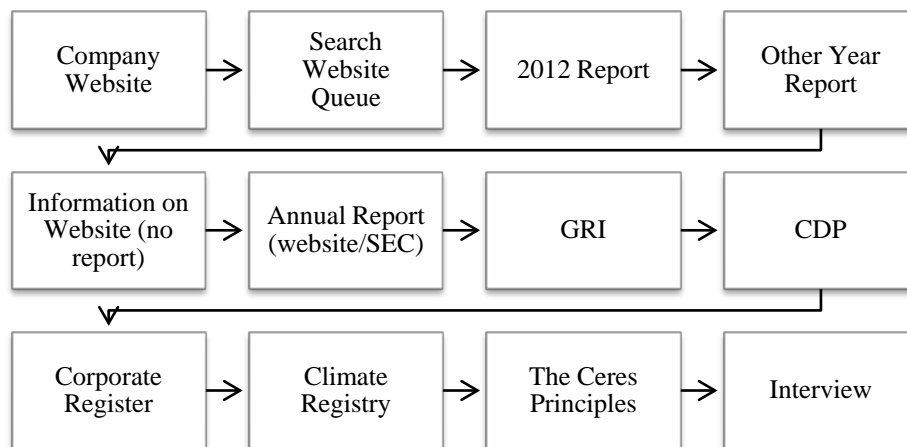 Company
Website
Search
Website
Queue
2012 Report
Other Year
Report
Information on
Website (no
report)
Annual Report
(website/SEC)
GRI
CDP
Corporate
Register
Climate
Registry
The Ceres
Principles
Interview